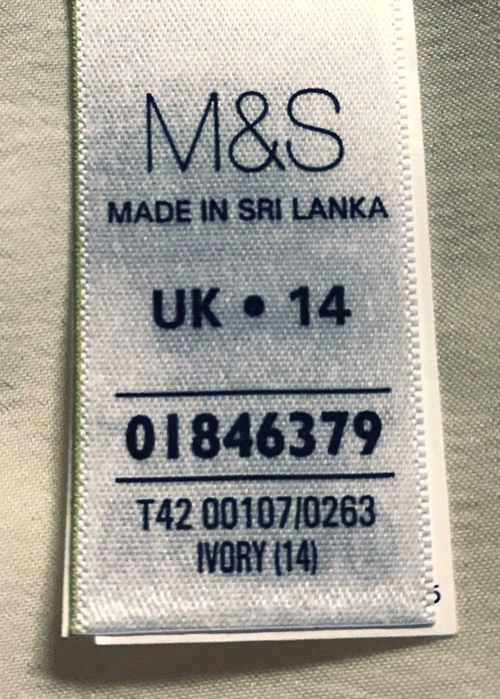 M&S
MADE IN SRI LANKA
UK • 14
01846379
T42 00107/0263
IVORY (14)